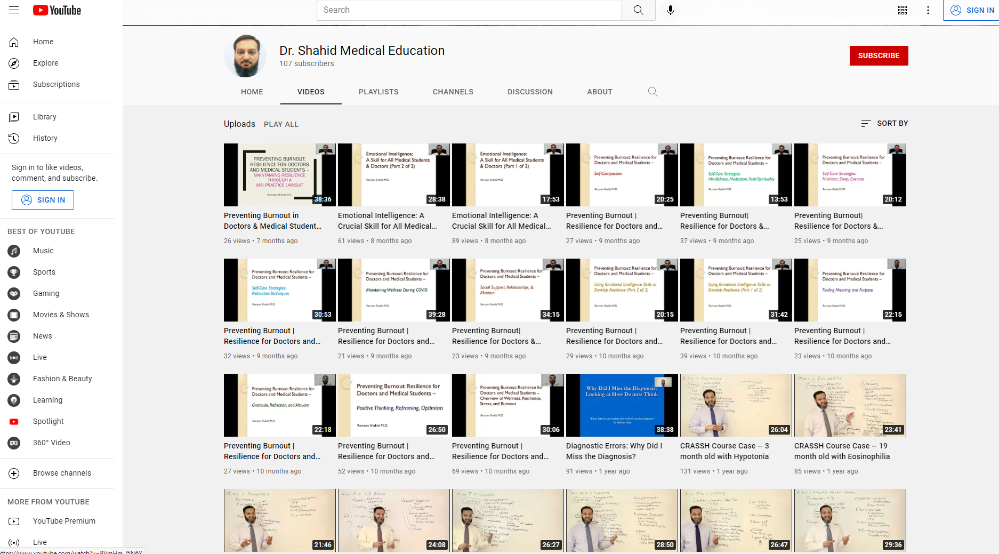 YouTube
Search
SIGN IN
Home
Explore
Subscriptions
Library
History
Sign in to like videos,
comment, and subscribe.
SIGN IN
BEST OF YOUTUBE
Music
Sports
Gaming
Movies & Shows
News
Live
Fashion & Beauty
Learning
Spotlight
360° Video
Browse channels
MORE FROM YOUTUBE
YouTube Premium
Live
Dr. Shahid Medical Education
107 subscribers
SUBSCRIBE
HOME
VIDEOS
PLAYLISTS
CHANNELS
DISCUSSION
ABOUT
Uploads
PLAY ALL
SORT BY
PREVENTING BURNOUT:
RESILIENCE FOR DOCTORS
AND MEDICAL STUDENTS –
MAINTAINING RESILIENCE
THROUGH A
MALPRACTICE LAWSUIT
Ramzan Shahid M.D.
38:36
Preventing Burnout in
Doctors & Medical Student...
26 views • 7 months ago
Emotional Intelligence:
A Skill for All Medical Students
& Doctors (Part 2 of 2)
Ramzan Shahid M.D.
28:38
Emotional Intelligence: A
Crucial Skill for All Medical...
61 views • 8 months ago
Emotional Intelligence:
A Skill for All Medical Students
& Doctors (Part 1 of 2)
Ramzan Shahid M.D.
17:53
Emotional Intelligence: A
Crucial Skill for All Medical...
89 views • 8 months ago
Preventing Burnout: Resilience for
Doctors and Medical Students –
Self-Compassion
Ramzan Shahid M.D.
20:25
Preventing Burnout |
Resilience for Doctors and...
27 views • 9 months ago
Preventing Burnout: Resilience for
Doctors and Medical Students –
Self-Care Strategies:
Mindfulness, Meditation, Faith/Spirituality
Ramzan Shahid M.D.
13:53
Preventing Burnout|
Resilience for Doctors &...
37 views • 9 months ago
Preventing Burnout: Resilience for
Doctors and Medical Students –
Self-Care Strategies:
Nutrition, Sleep, Exercise
Ramzan Shahid M.D.
20:12
Preventing Burnout|
Resilience for Doctors &...
25 views • 9 months ago
Preventing Burnout: Resilience for
Doctors and Medical Students –
Self-Care Strategies:
Relaxation Techniques
Ramzan Shahid M.D.
30:53
Preventing Burnout |
Resilience for Doctors and...
32 views • 9 months ago
Preventing Burnout: Resilience for
Doctors and Medical Students –
Maintaining Wellness During COVID
Ramzan Shahid M.D.
39:28
Preventing Burnout |
Resilience for Doctors and...
21 views • 9 months ago
Preventing Burnout: Resilience for
Doctors and Medical Students –
Social Support, Relationships, &
Mentors
Ramzan Shahid M.D.
34:15
Preventing Burnout|
Resilience for Doctors &...
23 views • 9 months ago
Preventing Burnout: Resilience for
Doctors and Medical Students –
Using Emotional Intelligence Skills to
Develop Resilience (Part 2 of 2)
Ramzan Shahid M.D.
20:15
Preventing Burnout |
Resilience for Doctors and...
29 views • 10 months ago
Preventing Burnout: Resilience for
Doctors and Medical Students –
Using Emotional Intelligence Skills to
Develop Resilience (Part 1 of 2)
Ramzan Shahid M.D.
31:42
Preventing Burnout |
Resilience for Doctors and...
39 views • 10 months ago
Preventing Burnout: Resilience for
Doctors and Medical Students –
Finding Meaning and Purpose
Ramzan Shahid M.D.
22:15
Preventing Burnout |
Resilience for Doctors and...
23 views • 10 months ago
Preventing Burnout: Resilience for
Doctors and Medical Students –
Gratitude, Reflection, and Altruism
Ramzan Shahid M.D.
22:18
Preventing Burnout |
Resilience for Doctors and...
27 views • 10 months ago
Preventing Burnout: Resilience for
Doctors and Medical Students –
Positive Thinking, Reframing, Optimism
Ramzan Shahid M.D.
26:50
Preventing Burnout |
Resilience for Doctors and...
52 views • 10 months ago
Preventing Burnout: Resilience for
Doctors and Medical Students –
Overview of Wellness, Resilience,
Stress, and Burnout
Ramzan Shahid M.D.
30:06
Preventing Burnout |
Resilience for Doctors and...
69 views • 10 months ago
Why Did I Miss the Diagnosis:
Looking at How Doctors Think
"If you listen to your patient, they will tell you their diagnosis."
Sir William Osler
38:38
Diagnostic Errors: Why Did I
Miss the Diagnosis?
91 views • 1 year ago
26:04
CRASSH Course Case -- 3
month old with Hypotonia
131 views • 1 year ago
23:41
CRASSH Course Case -- 19
month old with Eosinophilia
85 views • 1 year ago
21:46
24:08
26:27
28:50
26:47
29:36